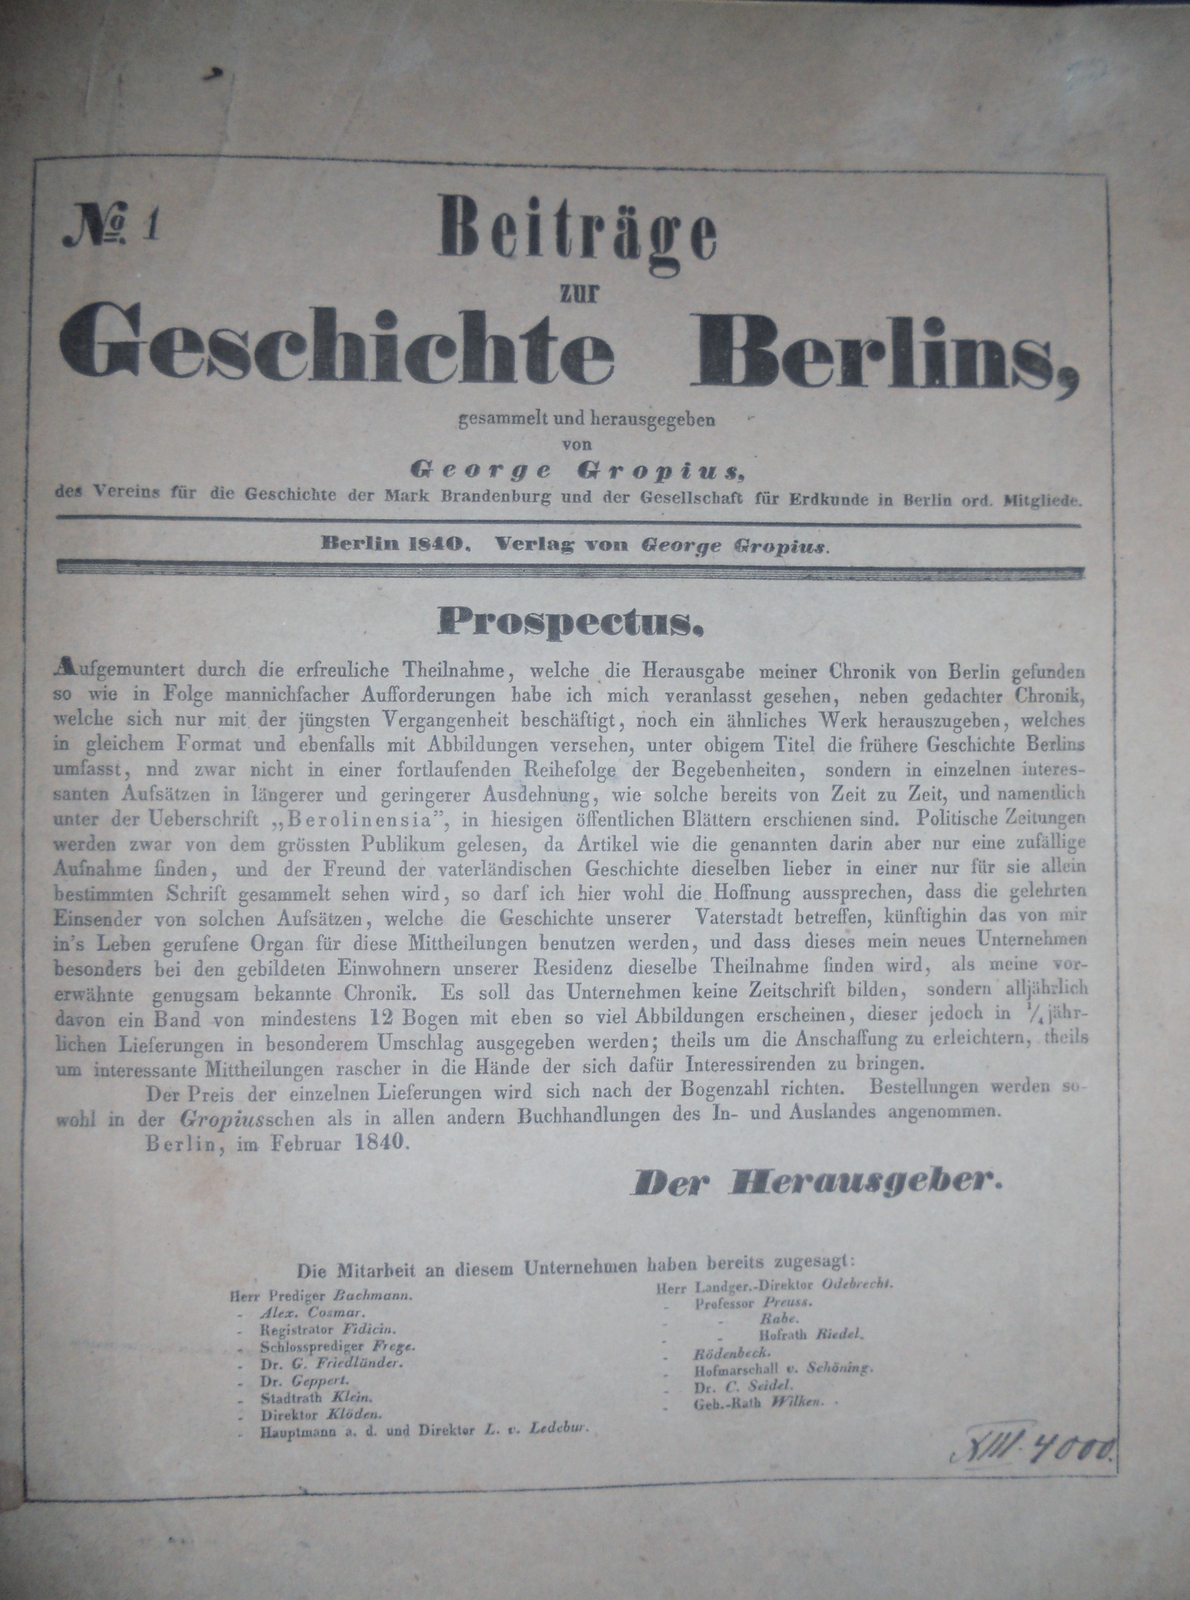 No. 1
Beiträge
zur
Geschichte Berlins,
gesammelt und herausgegeben
von
George Gropius,
des Vereins für die Geschichte der Mark Brandenburg und der Gesellschaft für Erdkunde in Berlin ord. Mitgliede.
Berlin 1840. Verlag von George Gropius.
Prospectus.
Aufgemuntert durch die erfreuliche Theilnahme, welche die Herausgabe meiner Chronik von Berlin gefunden
so wie in Folge mannichfacher Aufforderungen habe ich mich veranlasst gesehen, neben gedachter Chronik,
welche sich nur mit der jüngsten Vergangenheit beschäftigt, noch ein ähnliches Werk herauszugeben, welches
in gleichem Format und ebenfalls mit Abbildungen versehen, unter obigem Titel die frühere Geschichte Berlins
umfasst, nnd zwar nicht in einer fortlaufenden Reihefolge der Begebenheiten, sondern in einzelnen interes-
santen Aufsätzen in längerer und geringerer Ausdehnung, wie solche bereits von Zeit zu Zeit, und namentlich
unter der Ueberschrift „Berolinensia”, in hiesigen öffentlichen Blättern erschienen sind. Politische Zeitungen
werden zwar von dem grössten Publikum gelesen, da Artikel wie die genannten darin aber nur eine zufällige
Aufnahme finden, und der Freund der vaterländischen Geschichte dieselben lieber in einer nur für sie allein
bestimmten Schrift gesammelt sehen wird, so darf ich hier wohl die Hoffnung aussprechen, dass die gelehrten
Einsender von solchen Aufsätzen, welche die Geschichte unserer Vaterstadt betreffen, künftighin das von mir
in's Leben gerufene Organ für diese Mittheilungen benutzen werden, und dass dieses mein neues Unternehmen
besonders bei den gebildeten Einwohnern unserer Residenz dieselbe Theilnahme finden wird, als meine vor-
erwähnte genugsam bekannte Chronik. Es soll das Unternehmen keine Zeitschrift bilden, sondern alljährlich
davon ein Band von mindestens 12 Bogen mit eben so viel Abbildungen erscheinen, dieser jedoch in ¼jähr-
lichen Lieferungen in besonderem Umschlag ausgegeben werden; theils um die Anschaffung zu erleichtern, theils
um interessante Mittheilungen rascher in die Hände der sich dafür Interessirenden zu bringen.
Der Preis der einzelnen Lieferungen wird sich nach der Bogenzahl richten. Bestellungen werden so-
wohl in der Gropiusschen als in allen andern Buchhandlungen des In- und Auslandes angenommen.
Berlin, im Februar 1840.
Der Herausgeber.
Die Mitarbeit an diesem Unternehmen haben bereits zugesagt:
Herr Prediger Bachmann.
- Alex. Cosmar.
- Registrator Fidicin.
- Schlossprediger Frege.
- Dr. G. Friedländer.
- Dr. Geppert.
- Stadtrath Klein.
- Direktor Klöden.
- Hauptmann a. d. und Direktor L. v. Ledebur.
Herr Landger.-Direktor Odebrecht.
- Professor Preuss.
- - Rabe.
- - Hofrath Riedel.
- Rödenbeck.
- Hofmarschall v. Schöning.
- Dr. C. Seidel.
- Geh.-Rath Wilken.
XIII. 4000.